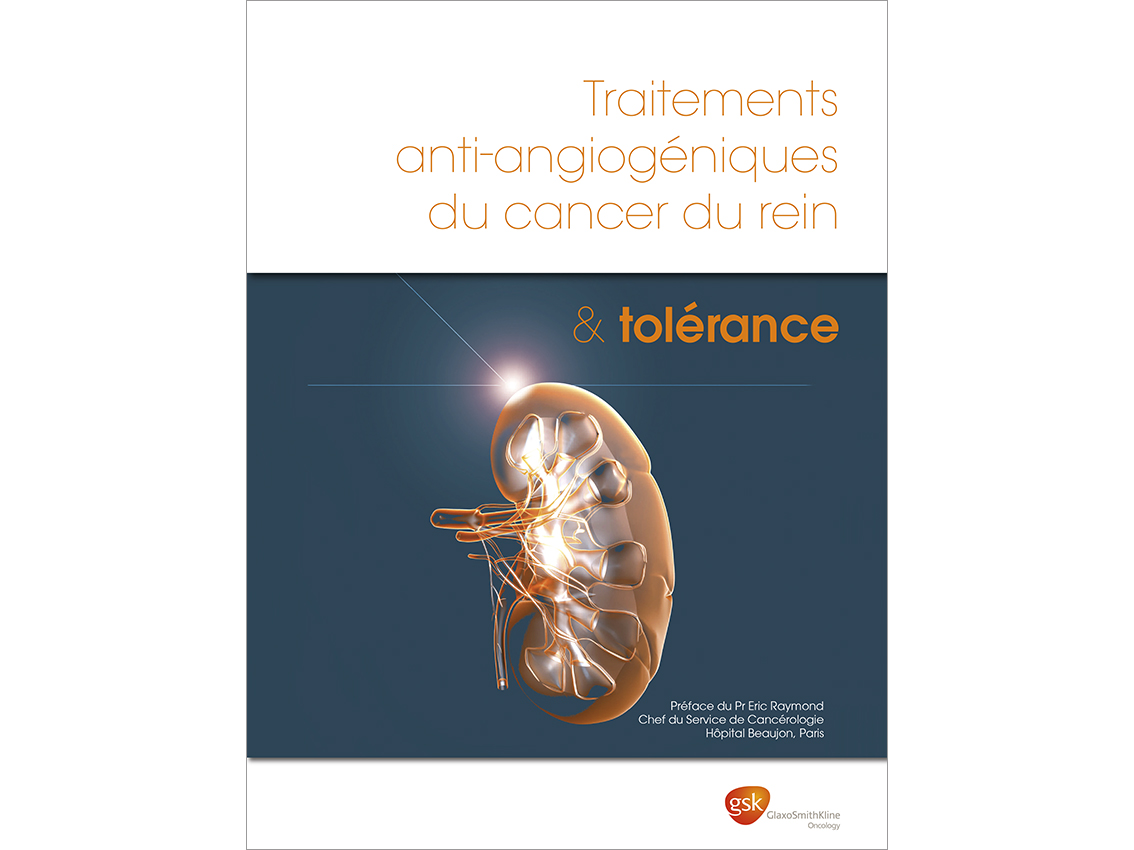 Traitements
anti-angiogéniques
du cancer du rein
& tolérance
Préface du Pr Eric Raymond
Chef du Service de Cancérologie
Hôpital Beaujon, Paris
gsk
GlaxoSmithKline
Oncology